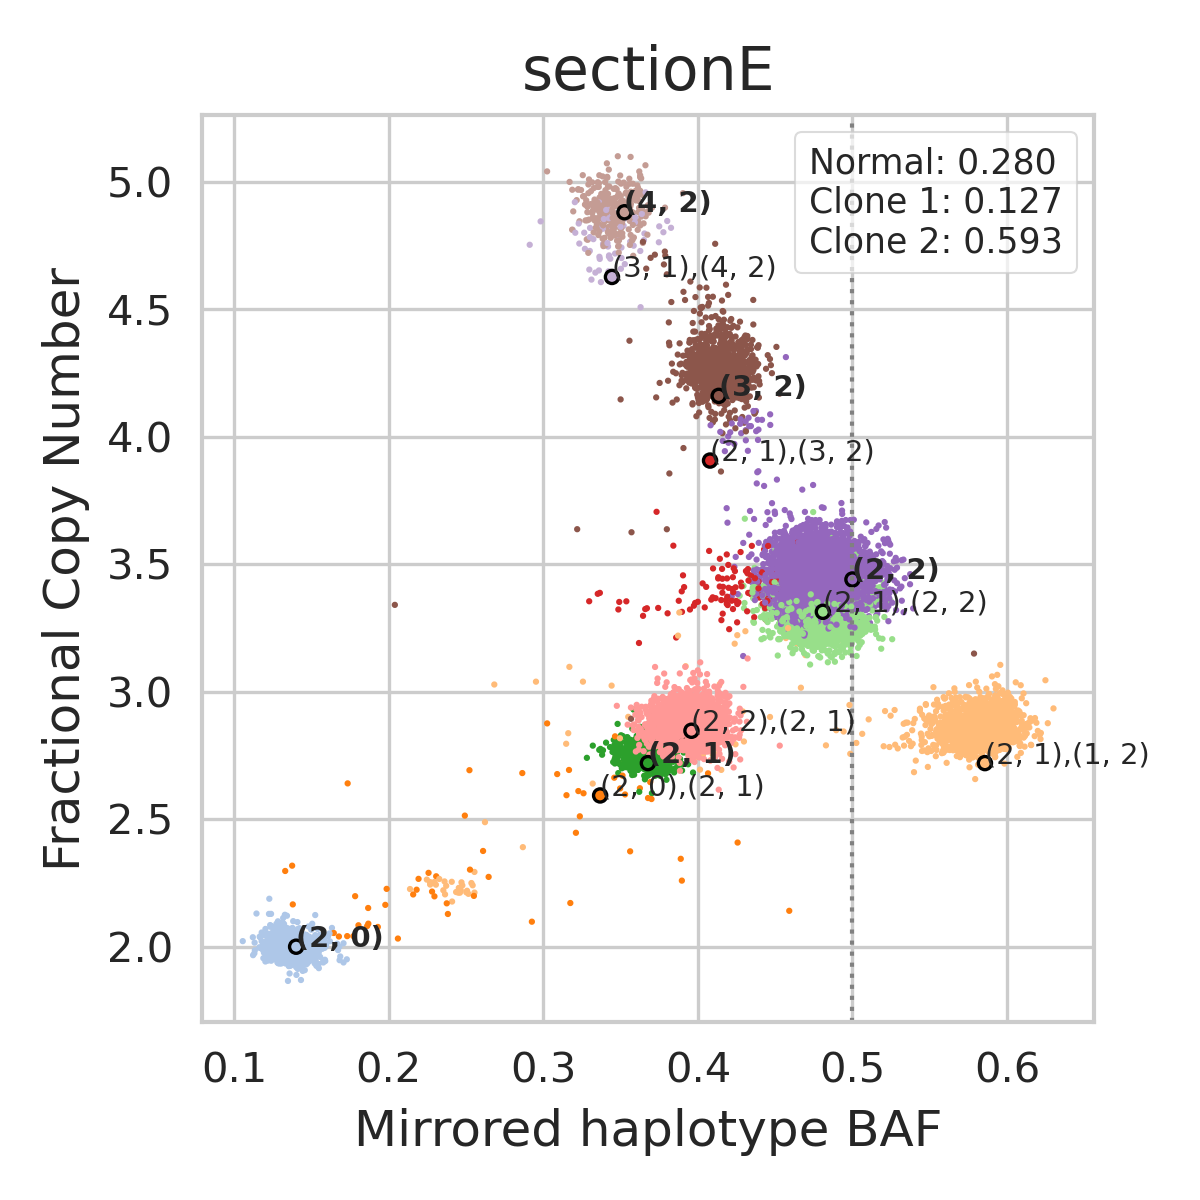 sectionE
Normal: 0.280
Clone 1: 0.127
Clone 2: 0.593
Fractional Copy Number
5.0
4.5
4.0
3.5
3.0
2.5
2.0
(4, 2)
(3, 1),(4, 2)
(3, 2)
(2, 1),(3, 2)
(2, 2)
(2, 1),(2, 2)
(2, 2),(2, 1)
(2, 1)
(2, 1),(1, 2)
(2, 0),(2, 1)
(2, 0)
0.1 0.2 0.3 0.4 0.5 0.6
Mirrored haplotype BAF